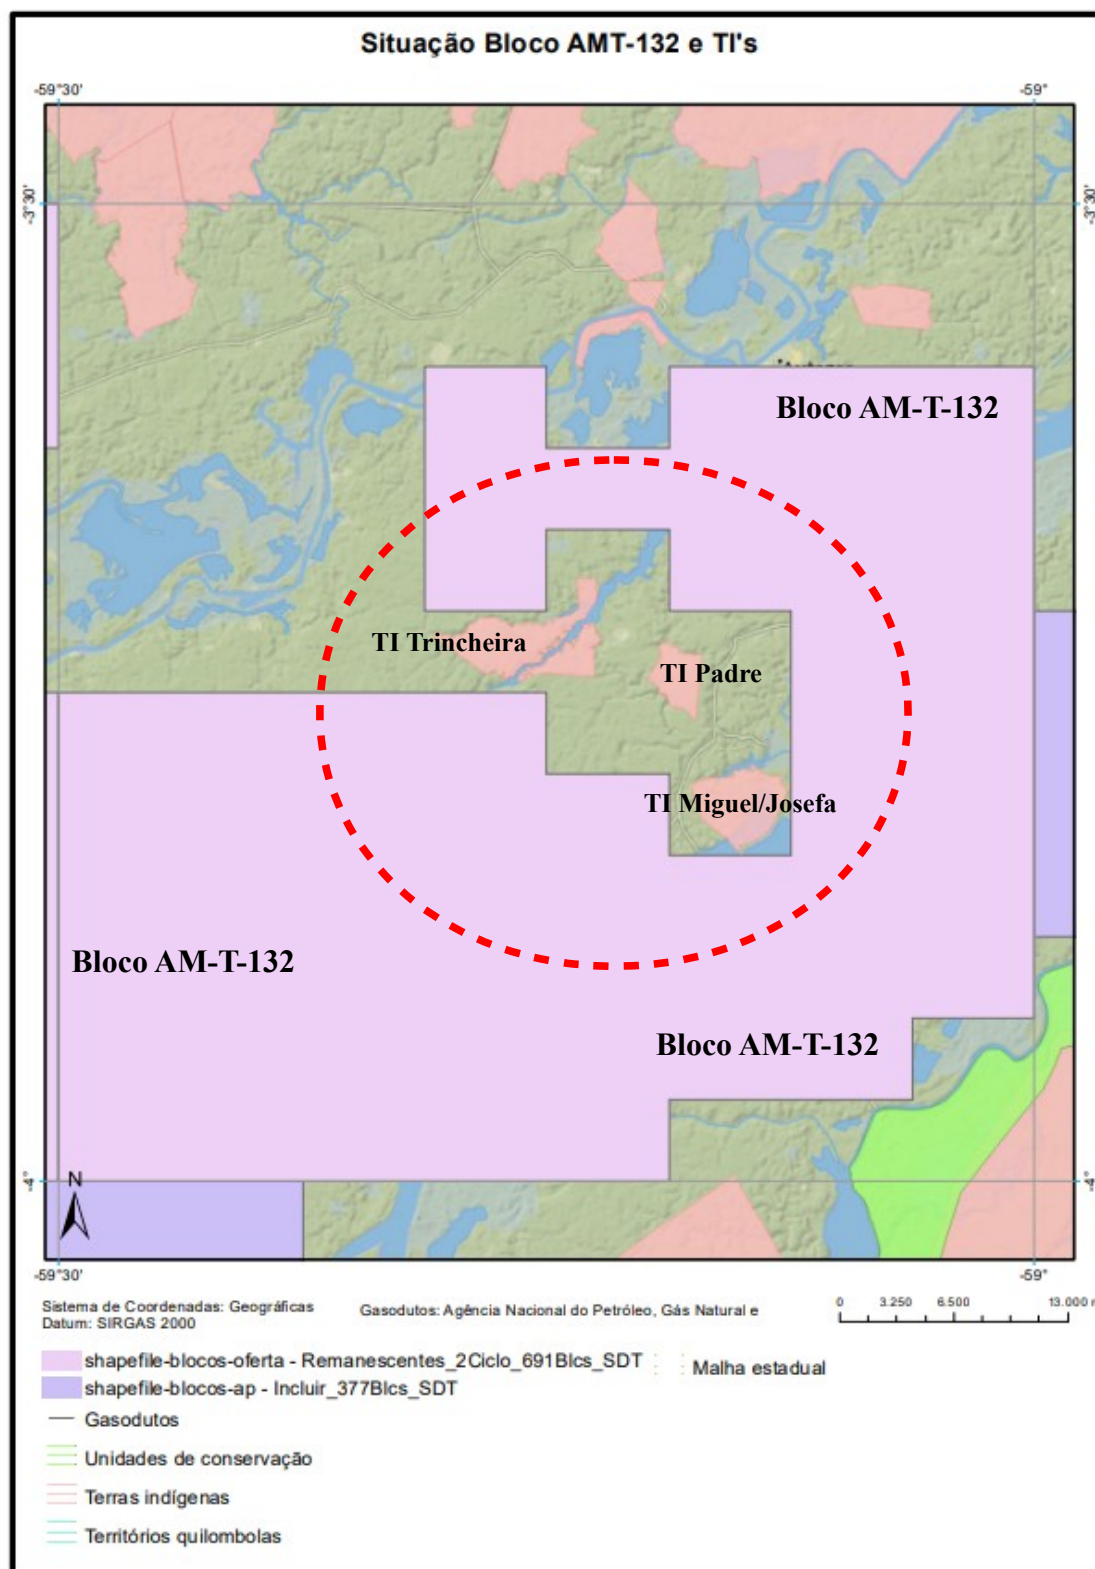 Situação Bloco AMT-132 e TI's
-59°30'
-59°
-3°30'
-3°30'
Bloco AM-T-132
TI Trincheira
TI Padre
TI Miguel/Josefa
Bloco AM-T-132
Bloco AM-T-132
N
-4°
-4°
-59°30'
-59°
Sistema de Coordenadas: Geográficas
Datum: SIRGAS 2000
Gasodutos: Agência Nacional do Petróleo, Gás Natural e
0 3.250 6.500 13.000
shapefile-blocos-oferta - Remanescentes_2Ciclo_691Blcs_SDT
Malha estadual
shapefile-blocos-ap - Incluir_377Blcs_SDT
Gasodutos
Unidades de conservação
Terras indígenas
Territórios quilombolas